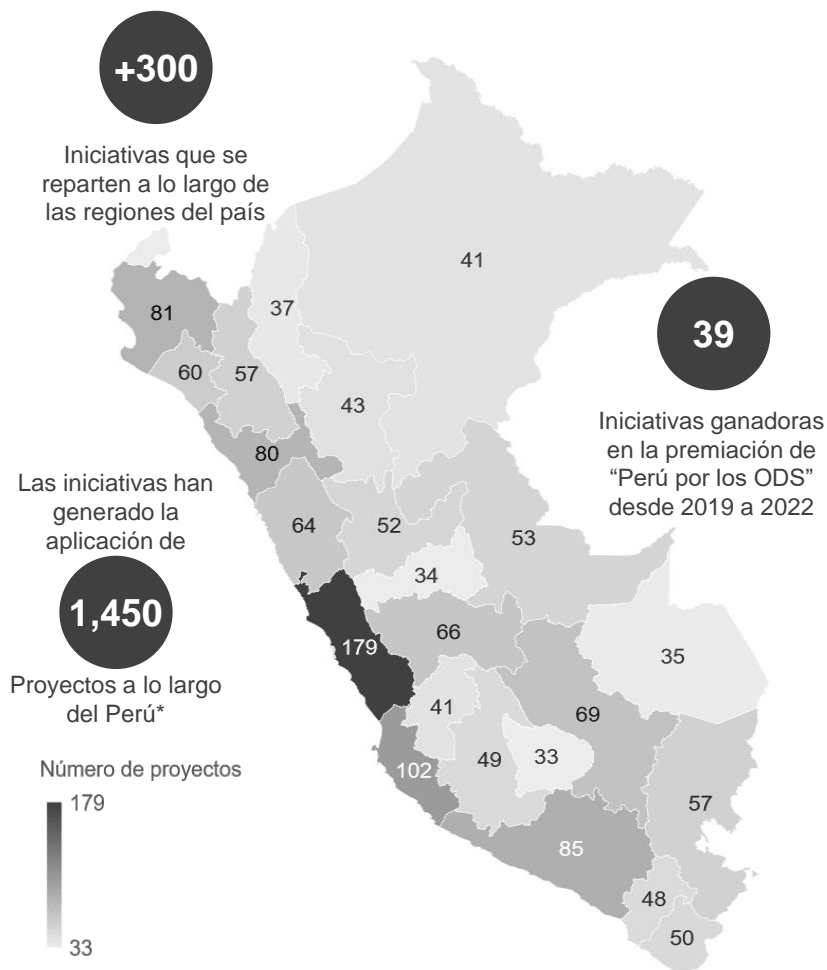 +300
Iniciativas que se
reparten a lo largo de
las regiones del país
41
37
81
39
60
57
43
Iniciativas ganadoras
en la premiación de
“Perú por los ODS”
desde 2019 a 2022
80
Las iniciativas han
generado la
aplicación de
64
52
53
34
1,450
66
179
35
Proyectos a lo largo
del Perú*
41
69
Número de proyectos
102
49
33
179
57
85
48
50
33